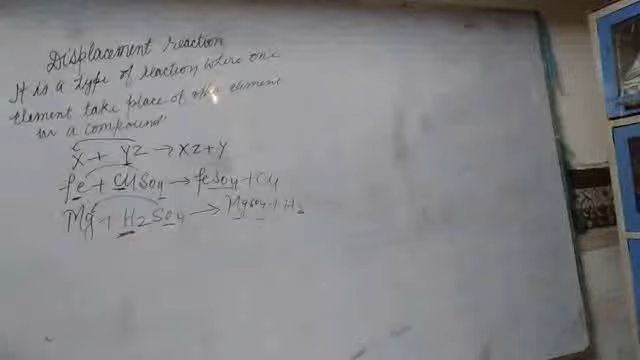 Displacement reaction
It is a type of reaction where one
element take place of other element
in a compound
X + YZ → XZ + Y
Fe + CuSO4 → FeSO4 + Cu
Mg + H2SO4 → MgSO4 + H2